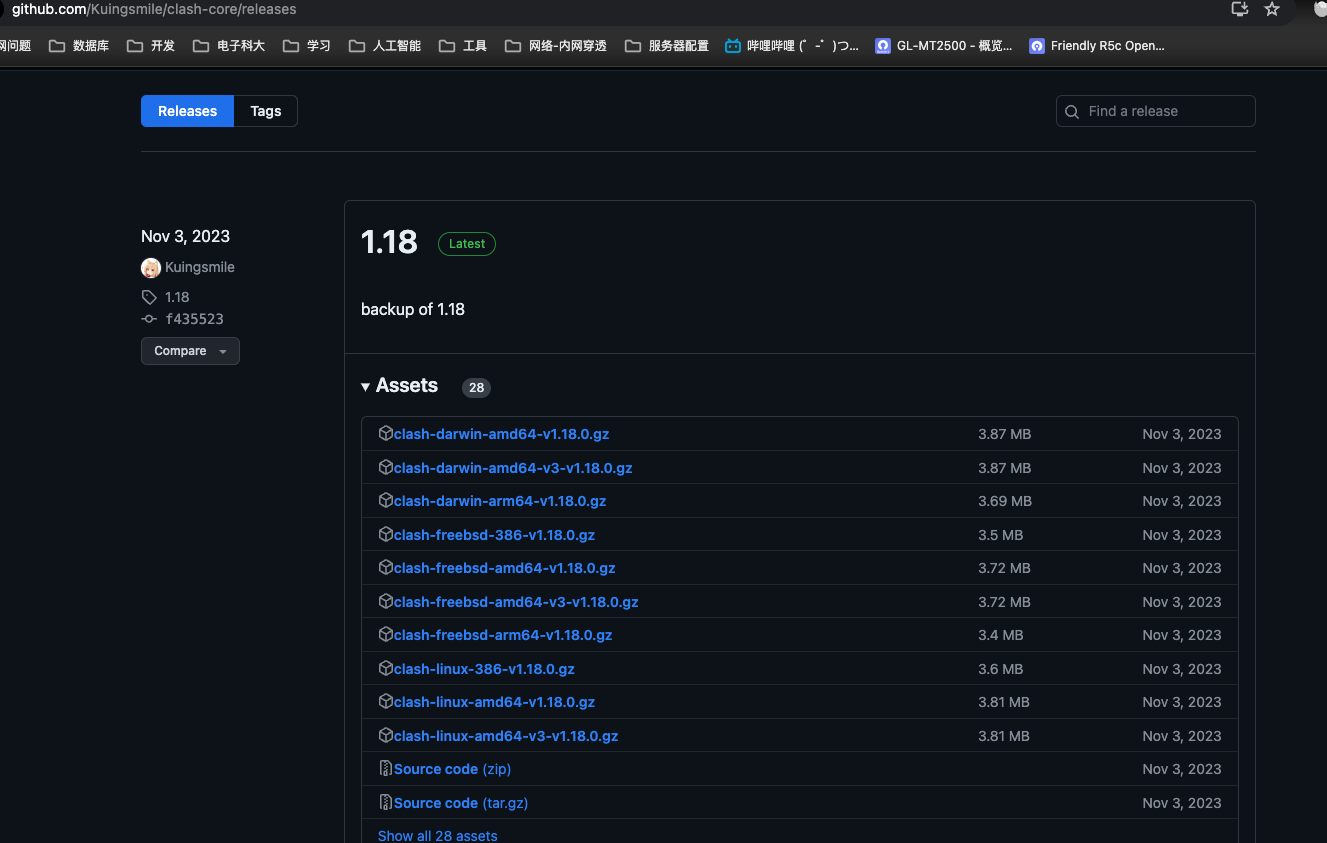 github.com/Kuingsmile/clash-core/releases
网问题 数据库 开发 电子科大 学习 人工智能 工具 网络-内网穿透 服务器配置 哔哩哔哩 (゜-゜)つ... GL-MT2500 - 概览... Friendly R5c Open...
Releases Tags Find a release
Nov 3, 2023
Kuingsmile
1.18
f435523
Compare
1.18 Latest
backup of 1.18
Assets 28
clash-darwin-amd64-v1.18.0.gz 3.87 MB Nov 3, 2023
clash-darwin-amd64-v3-v1.18.0.gz 3.87 MB Nov 3, 2023
clash-darwin-arm64-v1.18.0.gz 3.69 MB Nov 3, 2023
clash-freebsd-386-v1.18.0.gz 3.5 MB Nov 3, 2023
clash-freebsd-amd64-v1.18.0.gz 3.72 MB Nov 3, 2023
clash-freebsd-amd64-v3-v1.18.0.gz 3.72 MB Nov 3, 2023
clash-freebsd-arm64-v1.18.0.gz 3.4 MB Nov 3, 2023
clash-linux-386-v1.18.0.gz 3.6 MB Nov 3, 2023
clash-linux-amd64-v1.18.0.gz 3.81 MB Nov 3, 2023
clash-linux-amd64-v3-v1.18.0.gz 3.81 MB Nov 3, 2023
Source code (zip) Nov 3, 2023
Source code (tar.gz) Nov 3, 2023
Show all 28 assets